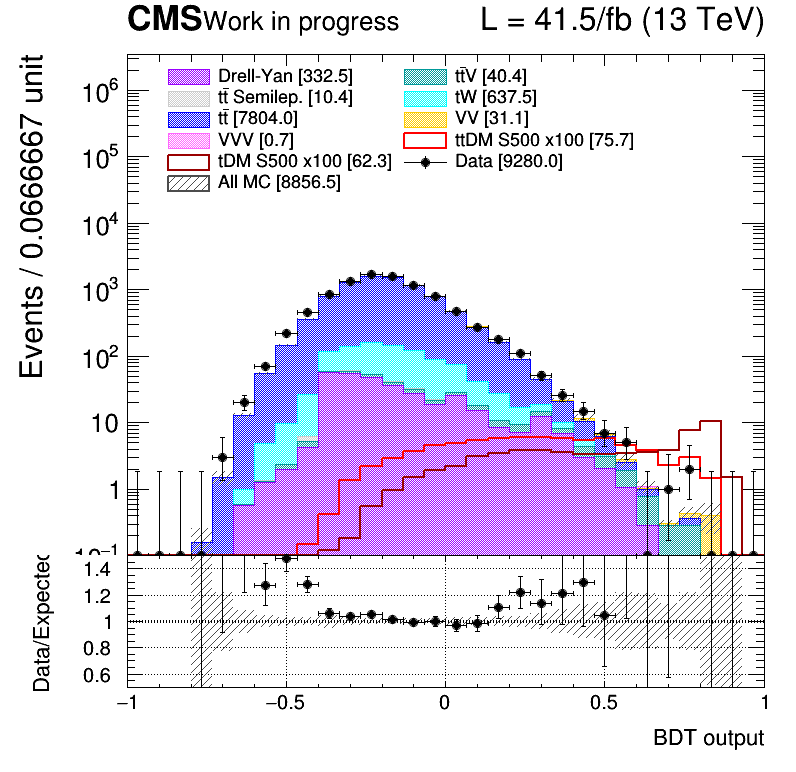 CMS Work in progress L = 41.5/fb (13 TeV)
Events / 0.0666667 unit
Drell-Yan [332.5] tt̄V [40.4]
tt̄ Semilep. [10.4] tW [637.5]
tt̄ [7804.0] VV [31.1]
VVV [0.7] ttDM S500 x100 [75.7]
tDM S500 x100 [62.3] Data [9280.0]
All MC [8856.5]
10⁶
10⁵
10⁴
10³
10²
10
1
10⁻¹
Data/Expected
1.4
1.2
1
0.8
0.6
−1 −0.5 0 0.5 1
BDT output